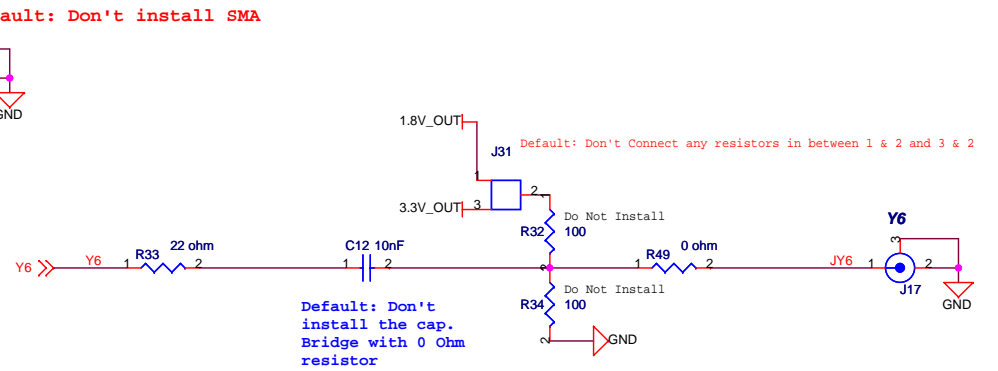 ault: Don't install SMA
GND
1.8V_OUT
J31
Default: Don't Connect any resistors in between 1 & 2 and 3 & 2
1
2
1
3.3V_OUT
3
Do Not Install
R32
100
2
Y6
Y6
1
R33
22 ohm
2
1
C12 10nF
2
1
R49
0 ohm
2
JY6
1
Y6
3
2
J17
GND
Do Not Install
R34
100
2
GND
Default: Don't
install the cap.
Bridge with 0 Ohm
resistor